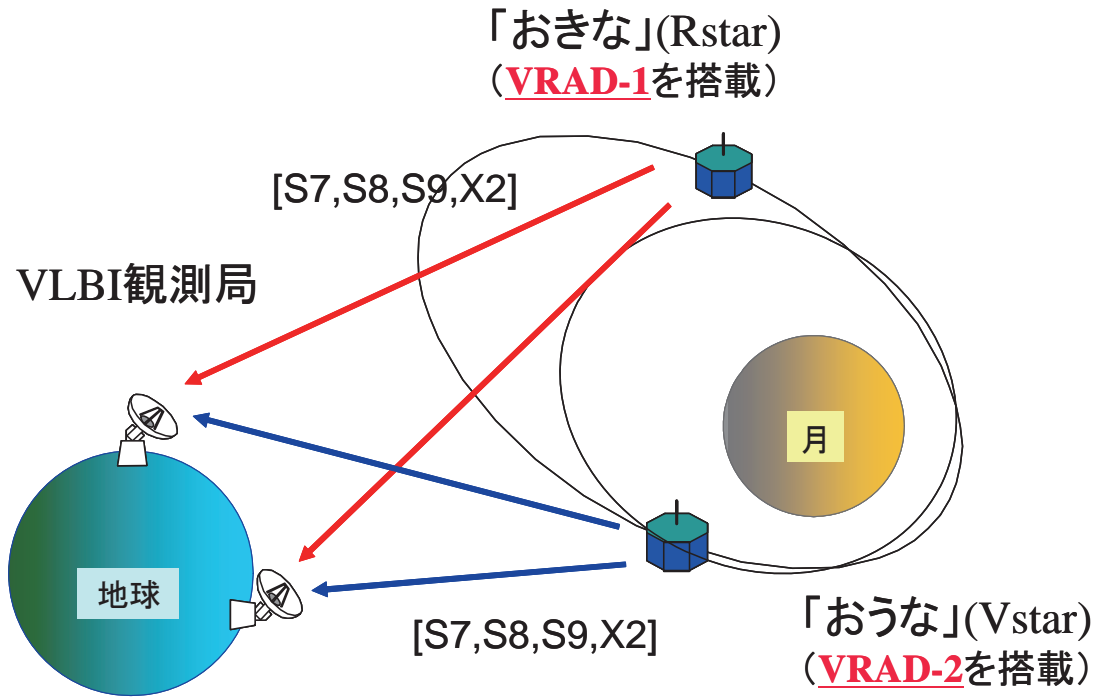 「おきな」(Rstar)
（VRAD-1を搭載）
[S7,S8,S9,X2]
VLBI観測局
月
地球
「おうな」(Vstar)
[S7,S8,S9,X2]
（VRAD-2を搭載）